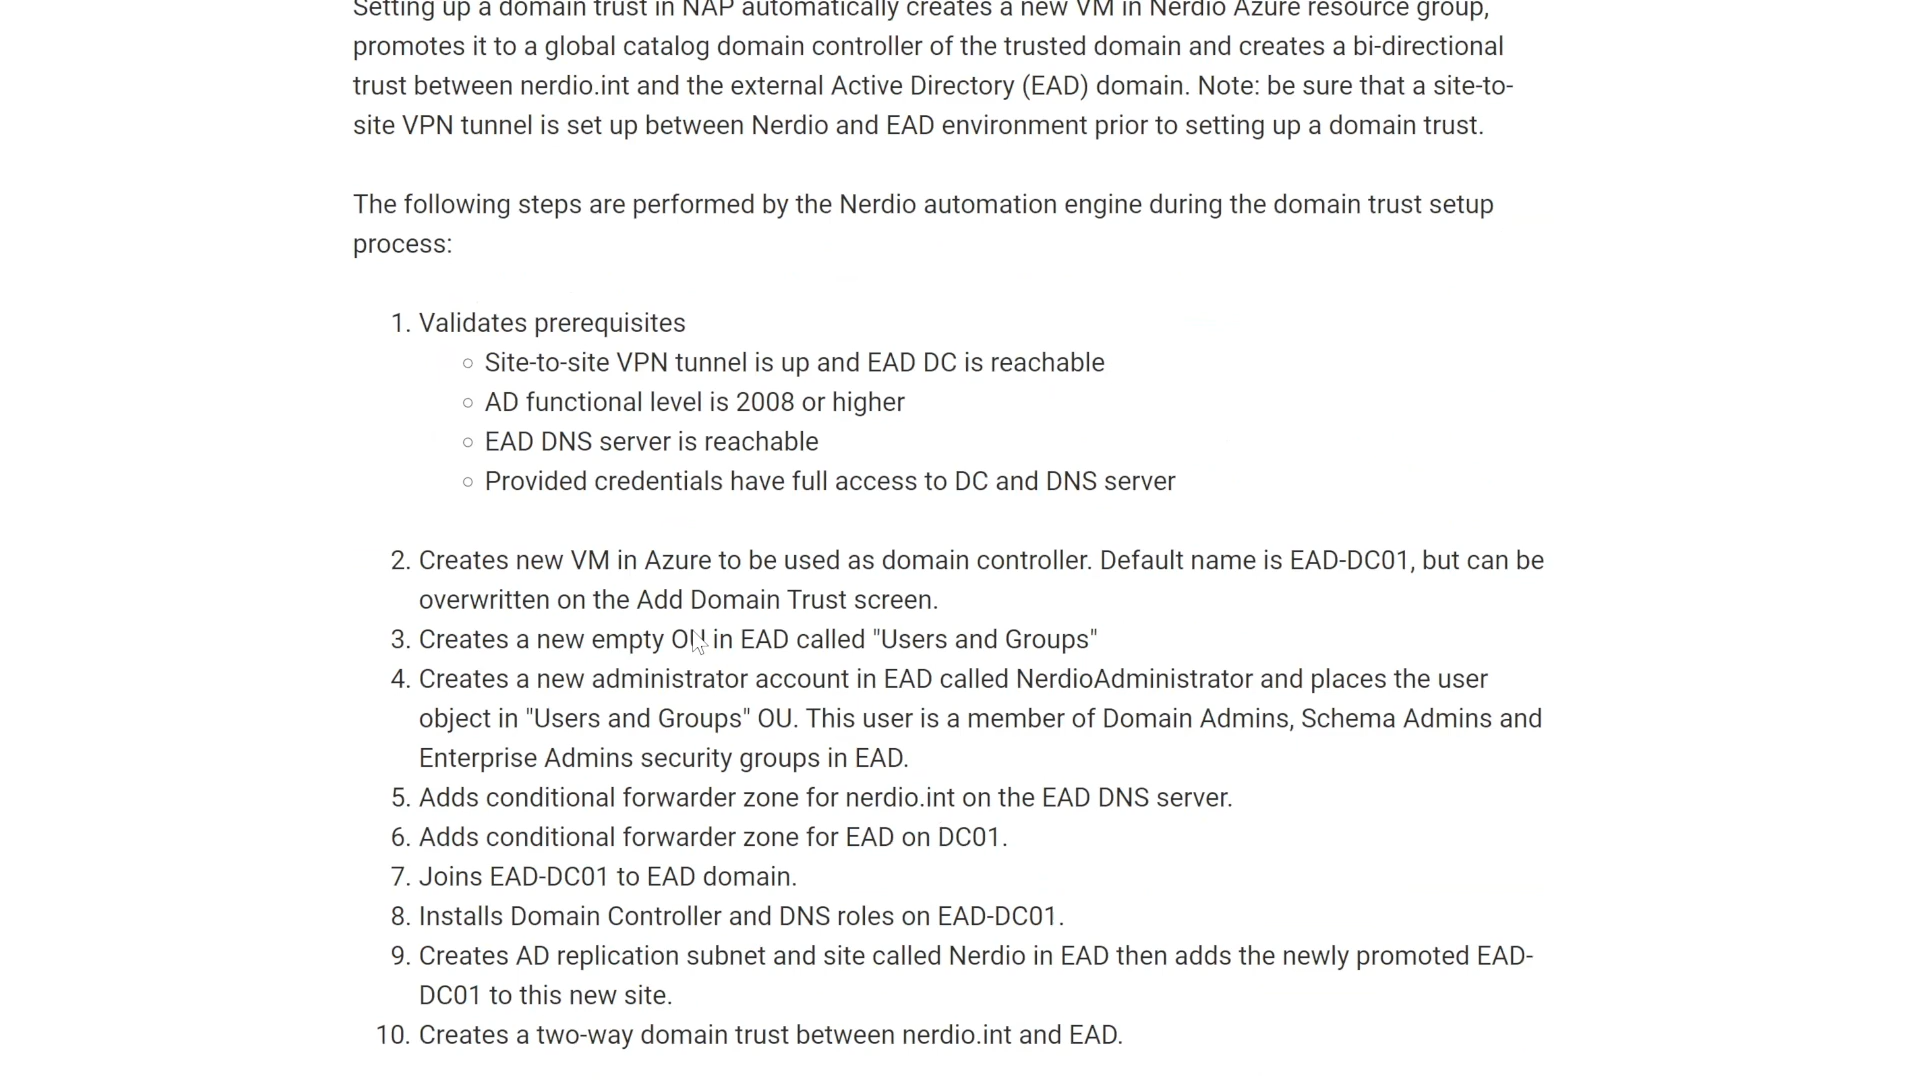 Setting up a domain trust in NAP automatically creates a new VM in Nerdio Azure resource group,
promotes it to a global catalog domain controller of the trusted domain and creates a bi-directional
trust between nerdio.int and the external Active Directory (EAD) domain. Note: be sure that a site-to-
site VPN tunnel is set up between Nerdio and EAD environment prior to setting up a domain trust.
The following steps are performed by the Nerdio automation engine during the domain trust setup
process:
1. Validates prerequisites
○ Site-to-site VPN tunnel is up and EAD DC is reachable
○ AD functional level is 2008 or higher
○ EAD DNS server is reachable
○ Provided credentials have full access to DC and DNS server
2. Creates new VM in Azure to be used as domain controller. Default name is EAD-DC01, but can be
overwritten on the Add Domain Trust screen.
3. Creates a new empty OU in EAD called "Users and Groups"
4. Creates a new administrator account in EAD called NerdioAdministrator and places the user
object in "Users and Groups" OU. This user is a member of Domain Admins, Schema Admins and
Enterprise Admins security groups in EAD.
5. Adds conditional forwarder zone for nerdio.int on the EAD DNS server.
6. Adds conditional forwarder zone for EAD on DC01.
7. Joins EAD-DC01 to EAD domain.
8. Installs Domain Controller and DNS roles on EAD-DC01.
9. Creates AD replication subnet and site called Nerdio in EAD then adds the newly promoted EAD-
DC01 to this new site.
10. Creates a two-way domain trust between nerdio.int and EAD.